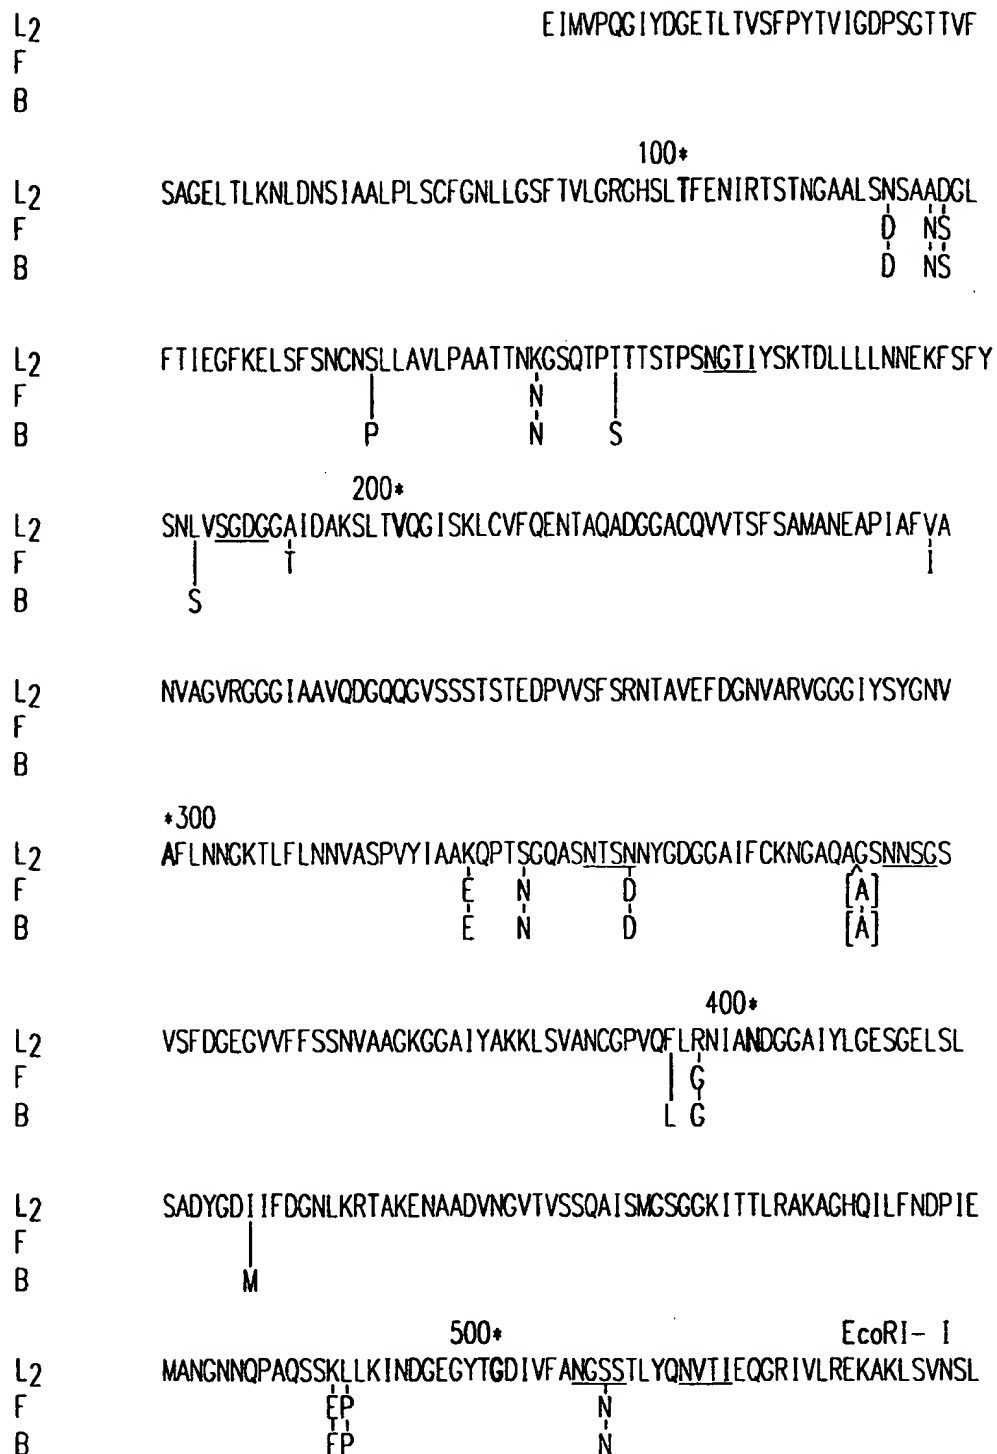 L2 EIMVPQGIYDGETLTVSFPYTVIGDPSGTTVF
F
B
100*
L2 SAGELTLKNLDNSIAALPLSCFGNLLGSFTVLGRGHSLTFENIRTSTNGAALSNSAADGL
F D NS
B D NS
L2 FTIEGFKELSFSNCNSLLAVLPAATTNKGSQTPTTTSTPSNGTIYSKTDLLLLNNEKFSFY
F N
B P N S
200*
L2 SNLVSGDGGAIDAKSLTVQGISKLCVFQENTAQADGGACQVVTSFSAMANEAPIAFVA
F T I
B S
L2 NVAGVRGGGIAAVQDGQQGVSSSTSTEDPVVSFSRNTAVEFDGNVARVGGGIYSYGNV
F
B
*300
L2 AFLNNGKTLFLNNVASPVYIAAKQPTSGQASNTSNNYGDGGAIFCKNGAQAGSNNSGS
F E N D [A]
B E N D [A]
400*
L2 VSFDGEGVVFFSSNVAAGKGGAIYAKKLSVANCGPVQFLRNIANDGGAIYLGESGELSL
F G
B L G
L2 SADYGDIIFDGNLKRTAKENAADVNGVTVSSQAISMGSGGKITTLRAKAGHQILFNDPIE
F
B M
500* EcoRI- I
L2 MANGNNQPAQSSKLLKINDGEGYTGDIVFANGSSTLYQNVTIEQGRIVLREKAKLSVNSL
F EP N
B FP N